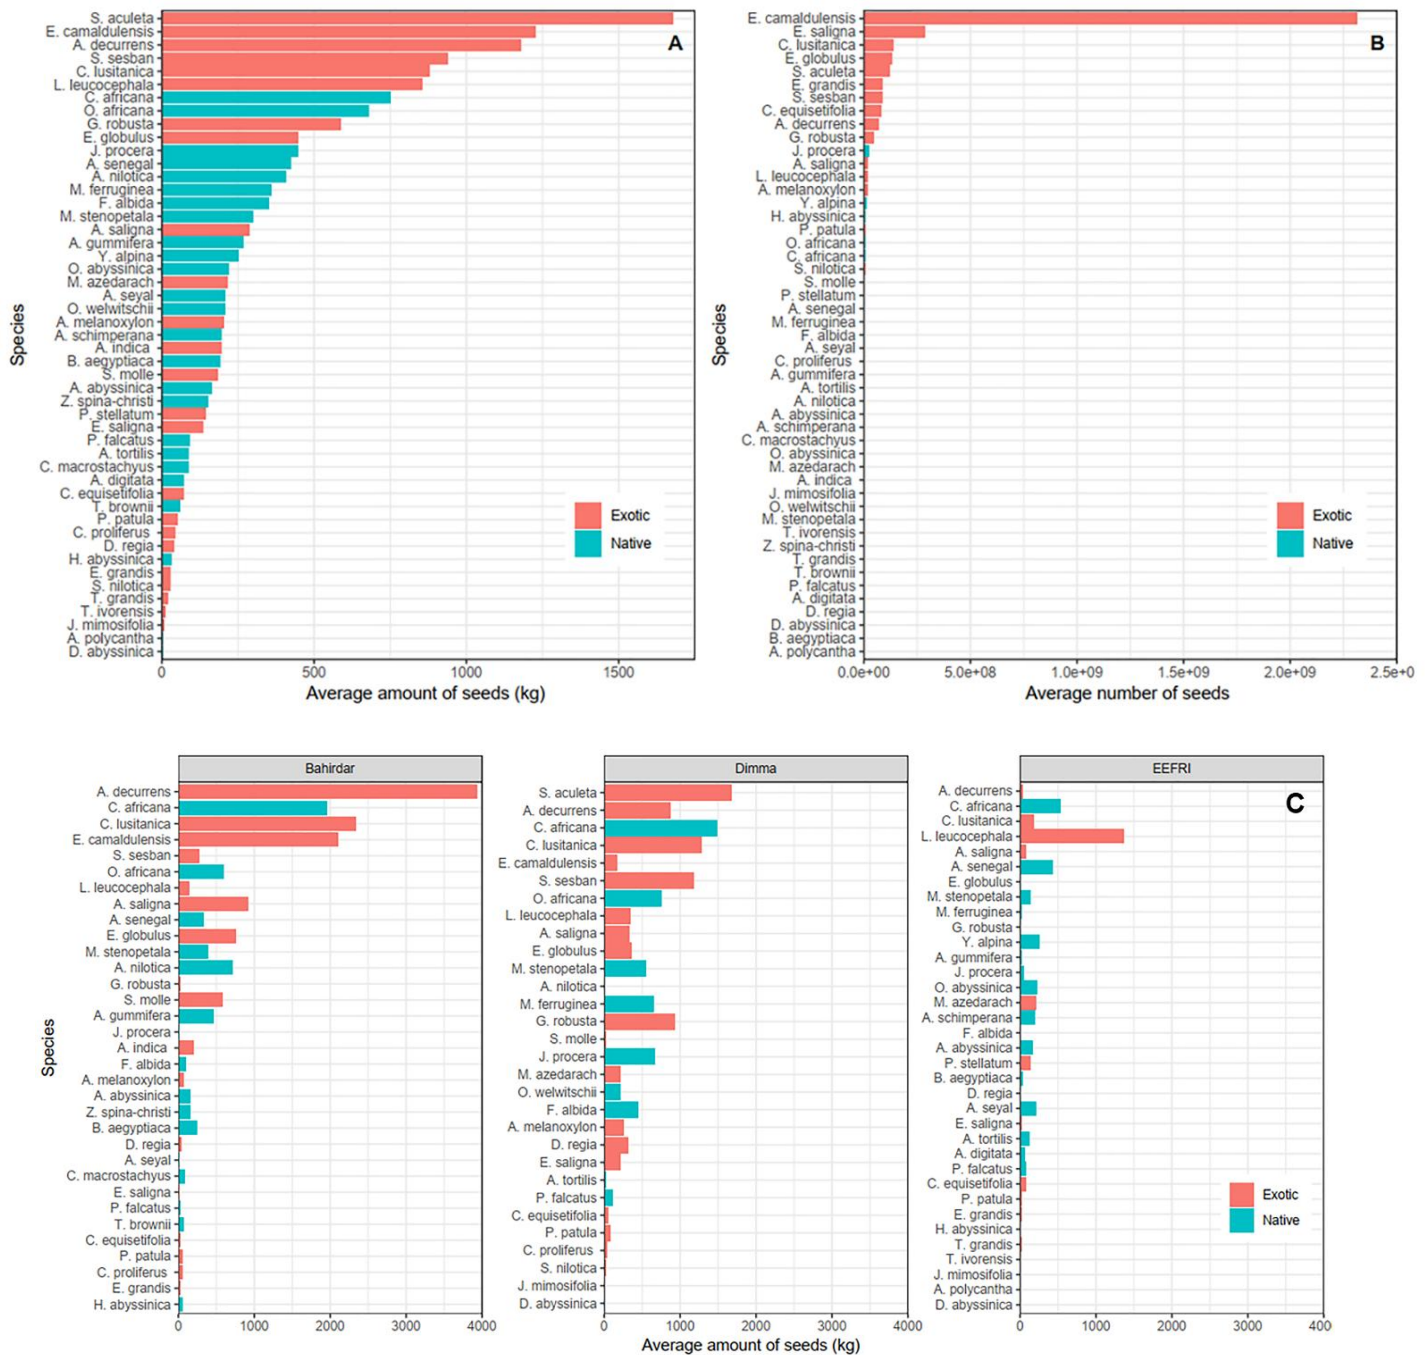 A
S. aculeta
E. camaldulensis
A. decurrens
S. sesban
C. lusitanica
L. leucocephala
C. africana
O. africana
G. robusta
E. globulus
J. procera
A. senegal
A. nilotica
M. ferruginea
F. albida
M. stenopetala
A. saligna
A. gummifera
Y. alpina
O. abyssinica
M. azedarach
A. seyal
O. welwitschii
A. melanoxylon
A. schimperana
A. indica
B. aegyptiaca
S. molle
A. abyssinica
Z. spina-christi
P. stellatum
E. saligna
P. falcatus
A. tortilis
C. macrostachyus
A. digitata
C. equisetifolia
T. brownii
P. patula
C. proliferus
D. regia
H. abyssinica
E. grandis
S. nilotica
T. grandis
T. ivorensis
J. mimosifolia
A. polycantha
D. abyssinica
Species
Exotic
Native
0 500 1000 1500
Average amount of seeds (kg)
B
E. camaldulensis
E. saligna
C. lusitanica
E. globulus
S. aculeta
E. grandis
S. sesban
C. equisetifolia
A. decurrens
G. robusta
J. procera
A. saligna
L. leucocephala
A. melanoxylon
Y. alpina
H. abyssinica
P. patula
O. africana
C. africana
S. nilotica
S. molle
P. stellatum
A. senegal
M. ferruginea
F. albida
A. seyal
C. proliferus
A. gummifera
A. tortilis
A. nilotica
A. abyssinica
A. schimperana
C. macrostachyus
O. abyssinica
M. azedarach
A. indica
J. mimosifolia
O. welwitschii
M. stenopetala
T. ivorensis
Z. spina-christi
T. grandis
T. brownii
P. falcatus
A. digitata
D. regia
D. abyssinica
B. aegyptiaca
A. polycantha
Species
Exotic
Native
0.0e+00 5.0e+08 1.0e+09 1.5e+09 2.0e+09 2.5e+0
Average number of seeds
Bahirdar
A. decurrens
C. africana
C. lusitanica
E. camaldulensis
S. sesban
O. africana
L. leucocephala
A. saligna
A. senegal
E. globulus
M. stenopetala
A. nilotica
G. robusta
S. molle
A. gummifera
J. procera
A. indica
F. albida
A. melanoxylon
A. abyssinica
Z. spina-christi
B. aegyptiaca
D. regia
A. seyal
C. macrostachyus
E. saligna
P. falcatus
T. brownii
C. equisetifolia
P. patula
C. proliferus
E. grandis
H. abyssinica
Species
0 1000 2000 3000 4000
Dimma
S. aculeta
A. decurrens
C. africana
C. lusitanica
E. camaldulensis
S. sesban
O. africana
L. leucocephala
A. saligna
E. globulus
M. stenopetala
A. nilotica
M. ferruginea
G. robusta
S. molle
J. procera
M. azedarach
O. welwitschii
F. albida
A. melanoxylon
D. regia
E. saligna
A. tortilis
P. falcatus
C. equisetifolia
P. patula
C. proliferus
S. nilotica
J. mimosifolia
D. abyssinica
0 1000 2000 3000 4000
Average amount of seeds (kg)
EEFRI
C
A. decurrens
C. africana
C. lusitanica
L. leucocephala
A. saligna
A. senegal
E. globulus
M. stenopetala
M. ferruginea
G. robusta
Y. alpina
A. gummifera
J. procera
O. abyssinica
M. azedarach
A. schimperana
F. albida
A. abyssinica
P. stellatum
B. aegyptiaca
D. regia
A. seyal
E. saligna
A. tortilis
A. digitata
P. falcatus
C. equisetifolia
P. patula
E. grandis
H. abyssinica
T. grandis
T. ivorensis
J. mimosifolia
A. polycantha
D. abyssinica
Exotic
Native
0 1000 2000 3000 400